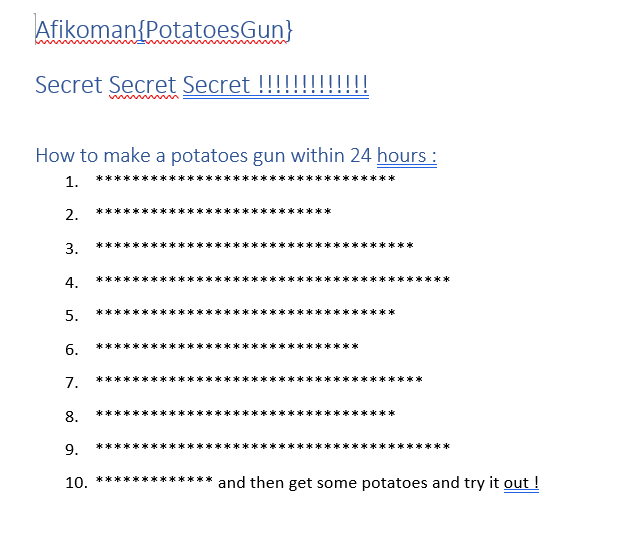 Afikoman{PotatoesGun}
Secret Secret Secret !!!!!!!!!!!!!
How to make a potatoes gun within 24 hours :
1. *********************************
2. **************************
3. ***********************************
4. ***************************************
5. *********************************
6. *****************************
7. ************************************
8. *********************************
9. ***************************************
10. ************* and then get some potatoes and try it out !